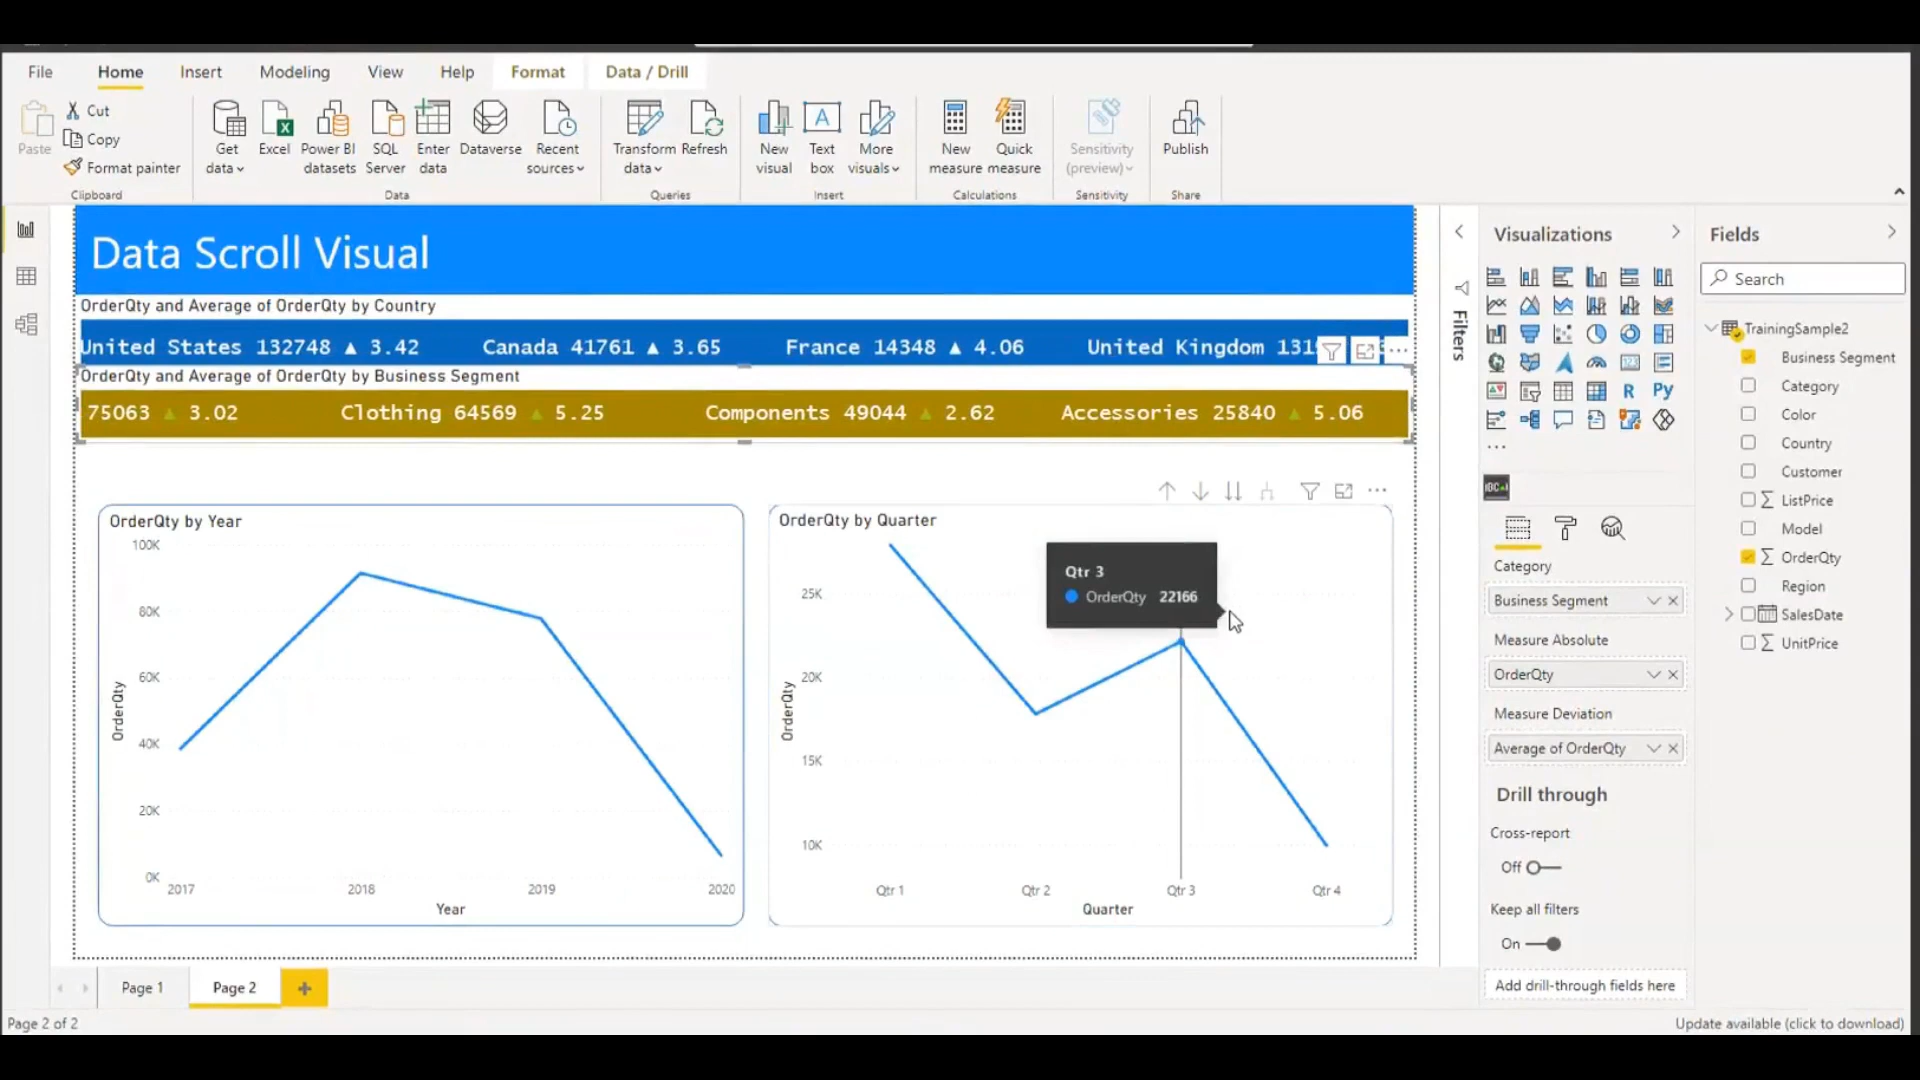 File Home Insert Modeling View Help Format Data / Drill
Paste Cut Copy Format painter
Clipboard
Get data Excel Power BI datasets SQL Server Enter data Dataverse Recent sources
Data
Transform data Refresh
Queries
New visual A Text box More visuals
Insert
New measure Quick measure
Calculations
Sensitivity (preview)
Sensitivity
Publish
Share
Data Scroll Visual
OrderQty and Average of OrderQty by Country
United States 132748 ▲ 3.42 Canada 41761 ▲ 3.65 France 14348 ▲ 4.06 United Kingdom
OrderQty and Average of OrderQty by Business Segment
75063 ▲ 3.02 Clothing 64569 ▲ 5.25 Components 49044 ▲ 2.62 Accessories 25840 ▲ 5.06
OrderQty by Year
100K
80K
60K
40K
20K
0K
OrderQty
2017 2018 2019 2020
Year
OrderQty by Quarter
Qtr 3
OrderQty 22166
25K
20K
15K
10K
OrderQty
Qtr 1 Qtr 2 Qtr 3 Qtr 4
Quarter
Filters
Visualizations
R Py
Category
Business Segment
Measure Absolute
OrderQty
Measure Deviation
Average of OrderQty
Drill through
Cross-report
Off
Keep all filters
On
Add drill-through fields here
Fields
Search
TrainingSample2
Business Segment
Category
Color
Country
Customer
ListPrice
Model
OrderQty
Region
SalesDate
UnitPrice
Page 1 Page 2 +
Page 2 of 2
Update available (click to download)